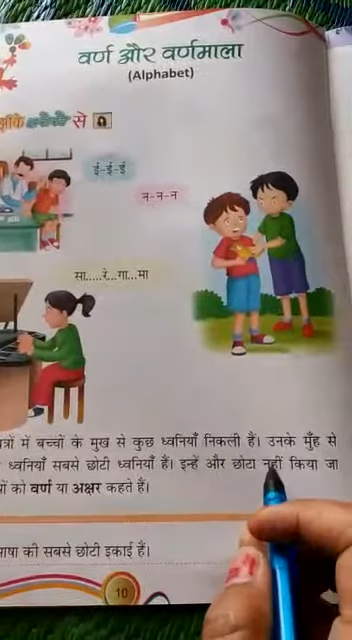 वर्ण और वर्णमाला
(Alphabet)
झाँके झरोखे से
ई-ई-ई
न-न-न
सा.....रे...गा...मा
में बच्चों के मुख से कुछ ध्वनियाँ निकली हैं। उनके मुँह से
ध्वनियाँ सबसे छोटी ध्वनियाँ हैं। इन्हें और छोटा नहीं किया जा
को वर्ण या अक्षर कहते हैं।
भाषा की सबसे छोटी इकाई हैं।
10